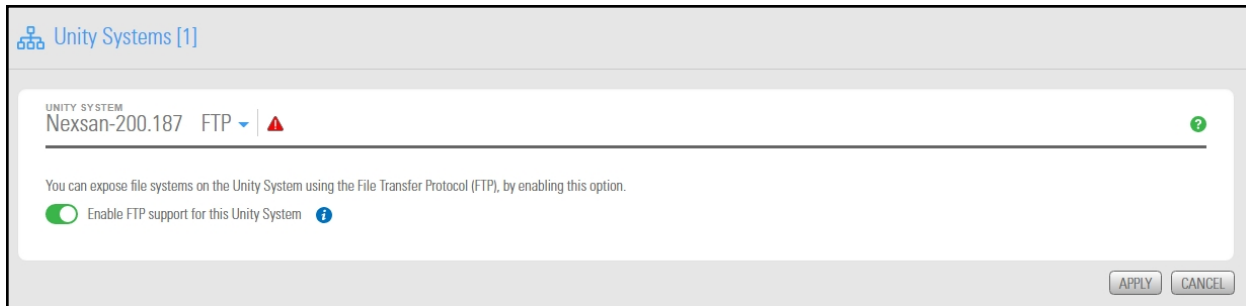 Unity Systems [1]
UNITY SYSTEM
Nexsan-200.187 FTP
You can expose file systems on the Unity System using the File Transfer Protocol (FTP), by enabling this option.
Enable FTP support for this Unity System
APPLY CANCEL